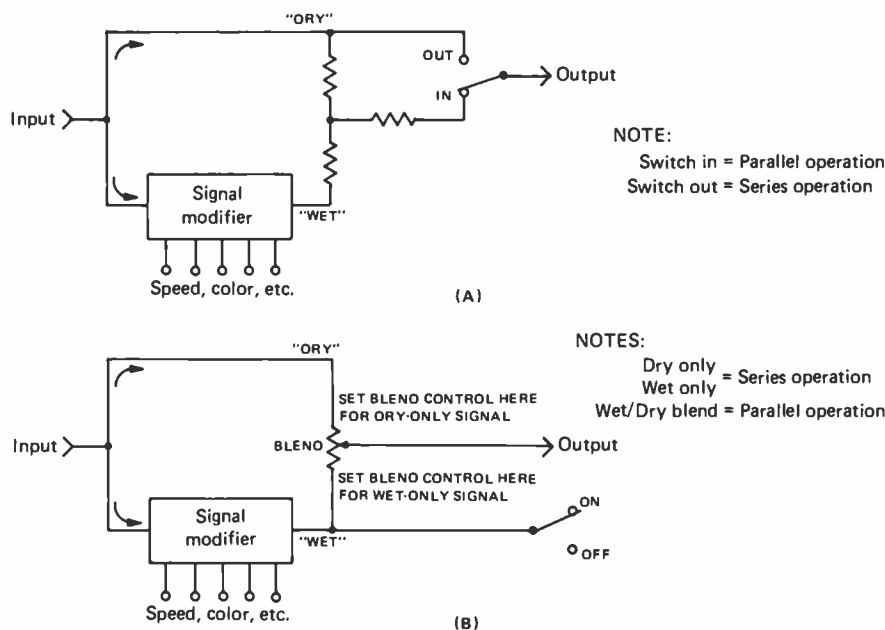 "ORY"
OUT
Output
IN
Input
NOTE:
Switch in = Parallel operation
Switch out = Series operation
Signal
modifier
"WET"
Speed, color, etc.
(A)
"ORY"
NOTES:
Dry only
Wet only
= Series operation
Wet/Dry blend = Parallel operation
SET BLENO CONTROL HERE
FOR ORY-ONLY SIGNAL
Input
BLENO
Output
SET BLENO CONTROL HERE
FOR WET-ONLY SIGNAL
Signal
modifier
"WET"
ON
OFF
Speed, color, etc.
(B)